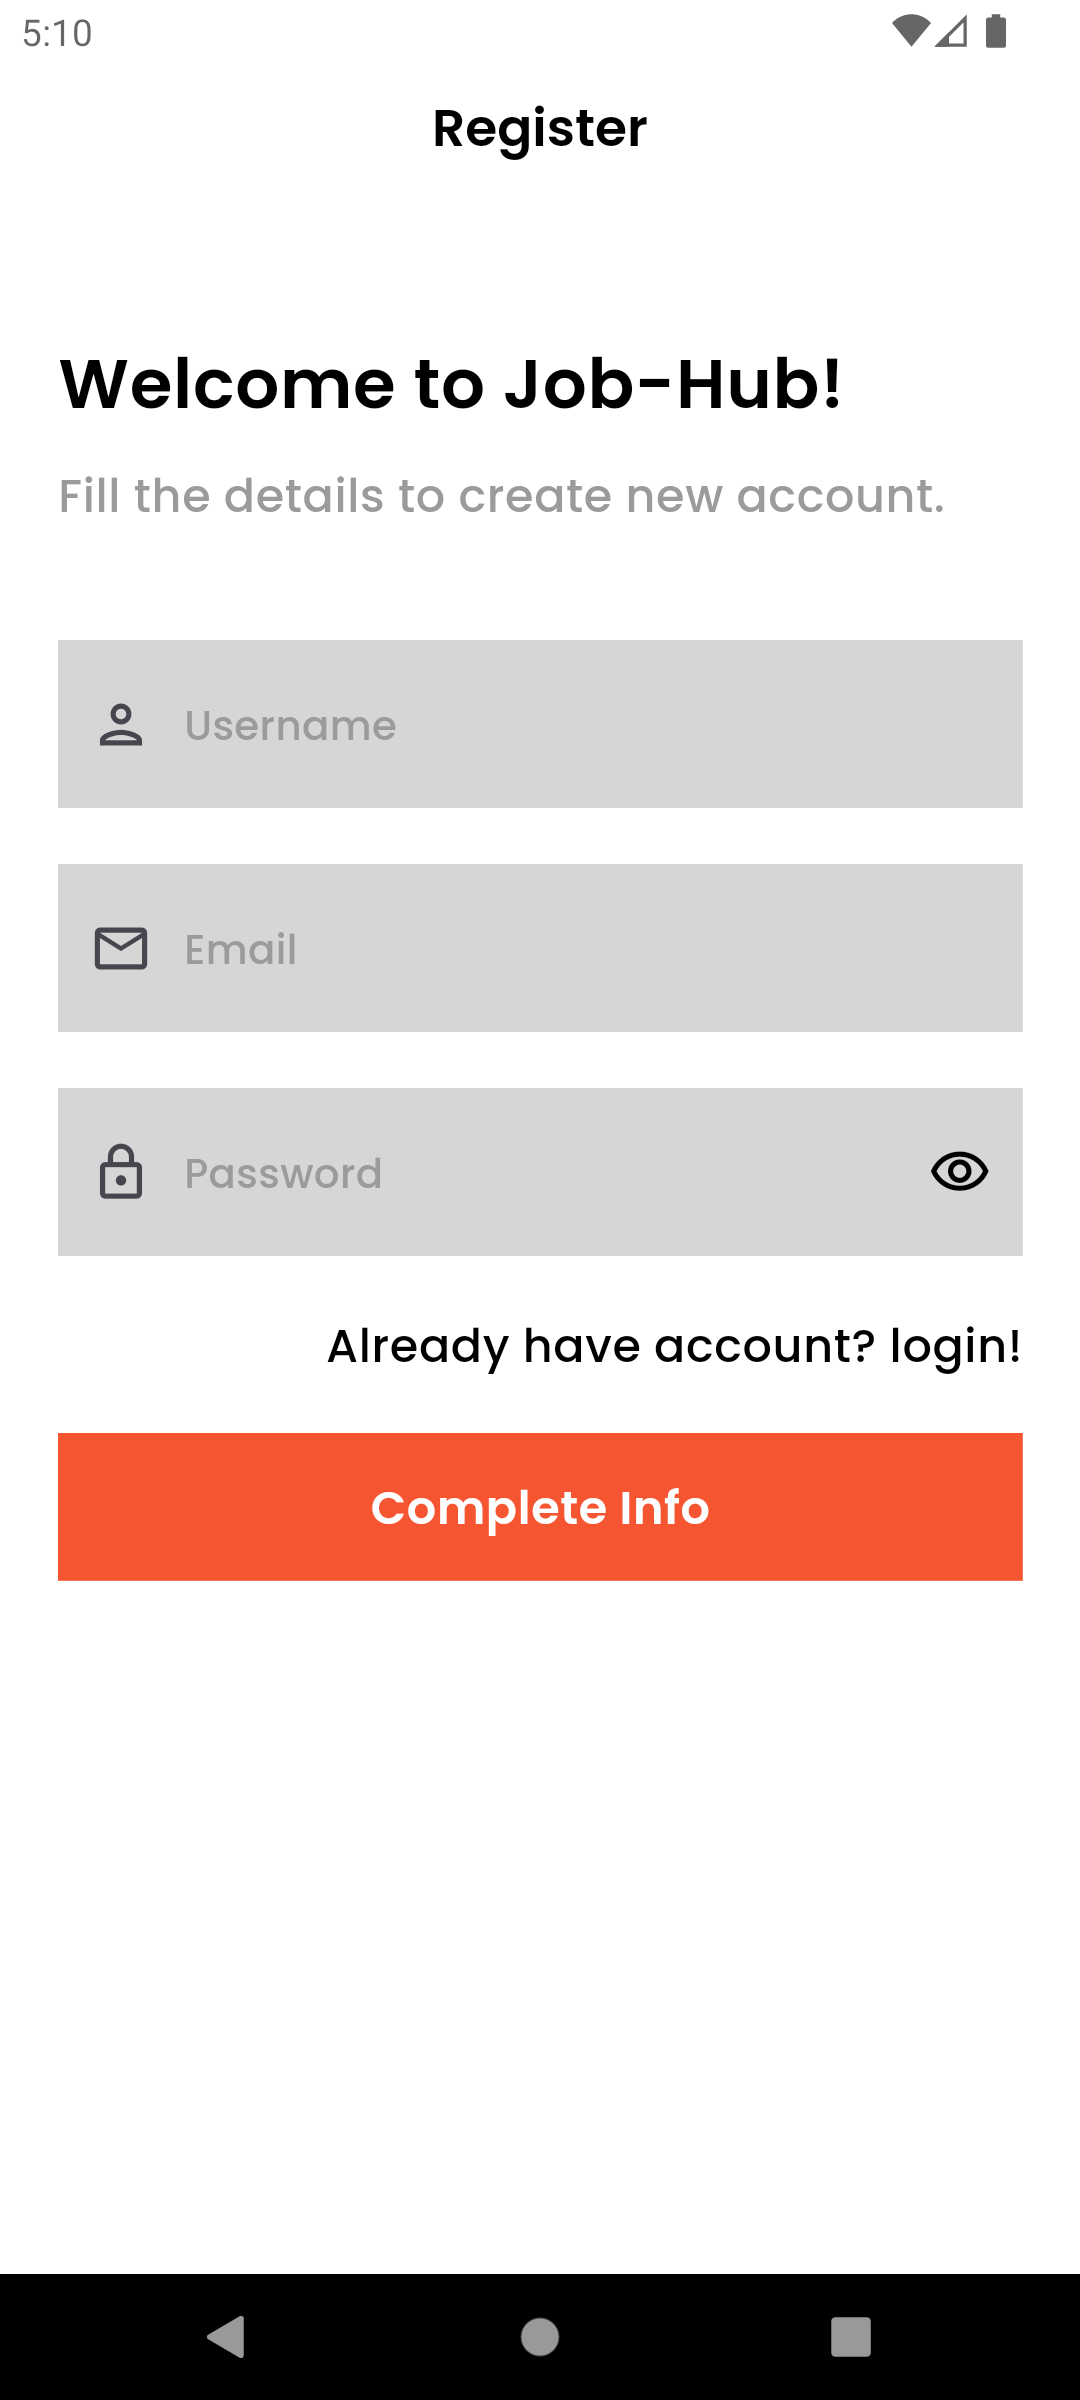 5:10
Register
Welcome to Job-Hub!
Fill the details to create new account.
Username
Email
Password
Already have account? login!
Complete Info